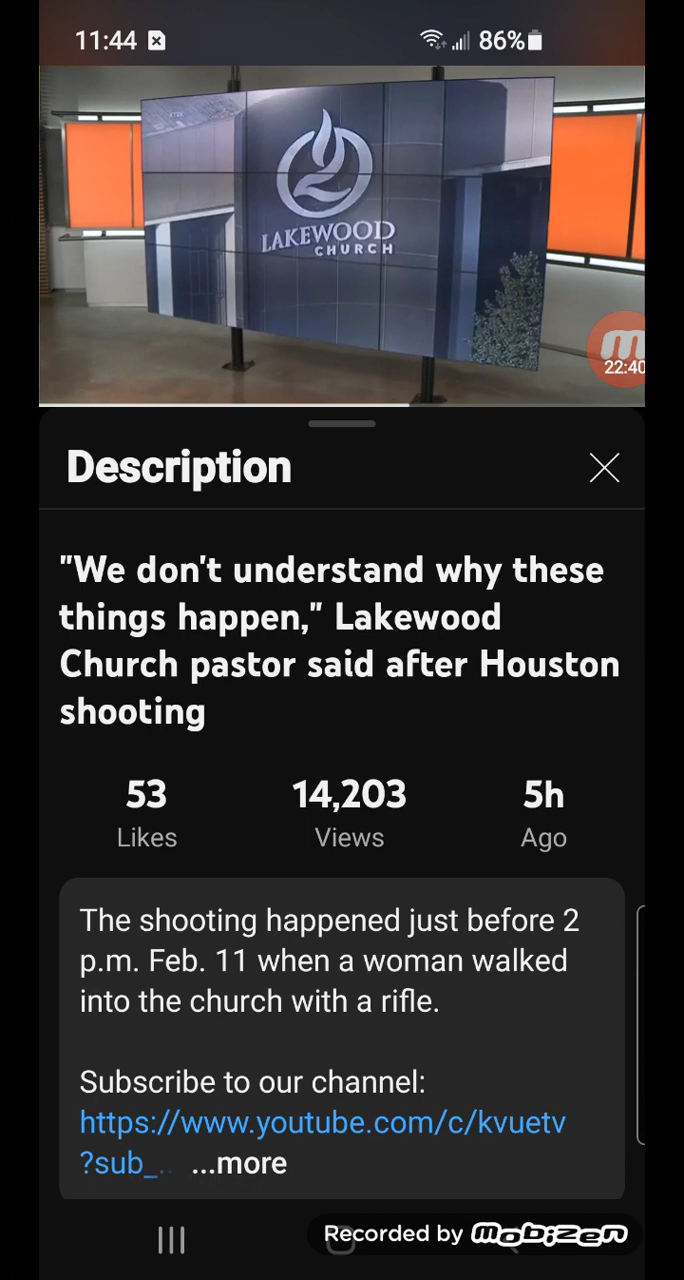 11:44
86%
LAKEWOOD
CHURCH
22:40
Description
"We don't understand why these
things happen," Lakewood
Church pastor said after Houston
shooting
53
14,203
5h
Likes
Views
Ago
The shooting happened just before 2
p.m. Feb. 11 when a woman walked
into the church with a rifle.
Subscribe to our channel:
https://www.youtube.com/c/kvuetv
?sub_.. ...more
Recorded by mobizen